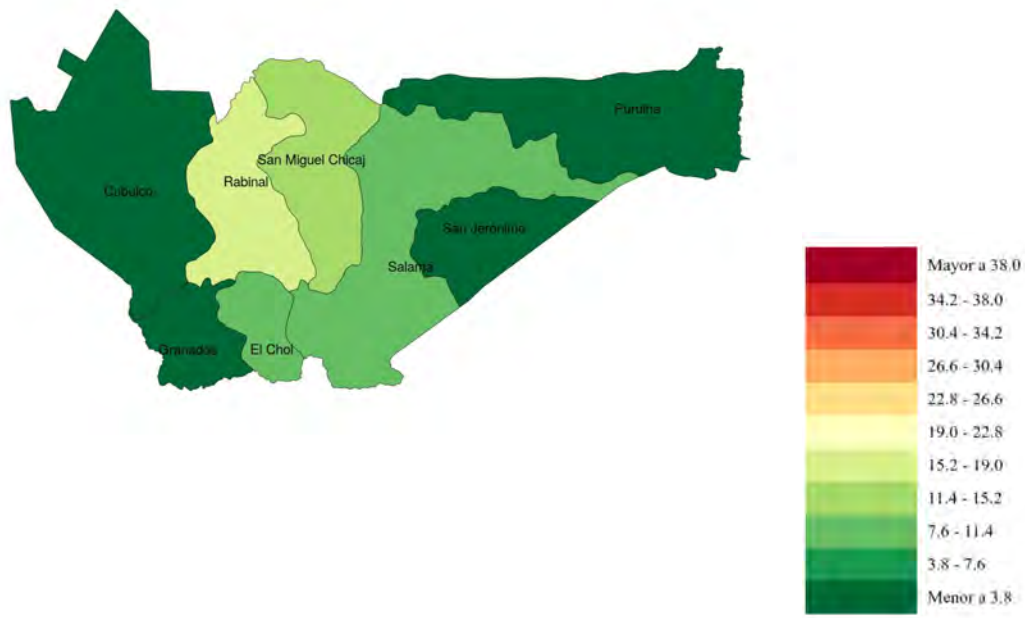 Purulha
San Miguel Chicaj
Rabinal
Cubulco
San Jerónimo
Salama
Granados
El Chol
Mayor a 38.0
34.2 - 38.0
30.4 - 34.2
26.6 - 30.4
22.8 - 26.6
19.0 - 22.8
15.2 - 19.0
11.4 - 15.2
7.6 - 11.4
3.8 - 7.6
Menor a 3.8